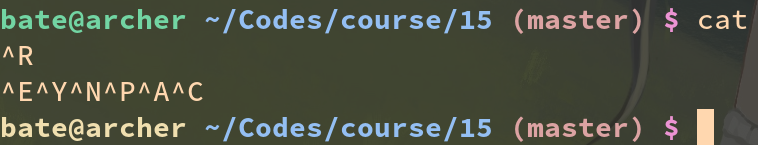 bate@archer ~/Codes/course/15 (master) $ cat
^R
^E^Y^N^P^A^C
bate@archer ~/Codes/course/15 (master) $